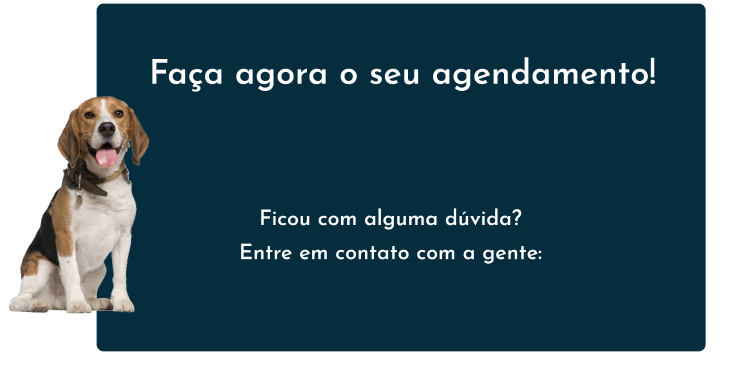 Faça agora o seu agendamento!
Ficou com alguma dúvida?
Entre em contato com a gente: